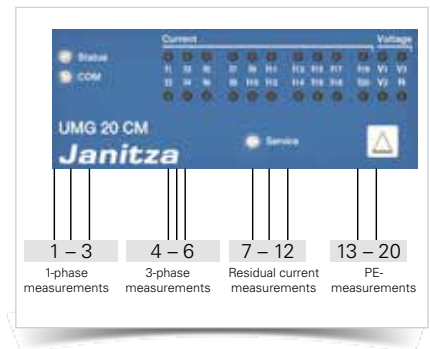 Current
Voltage
Status
COM
UMG 20 CM
Service
Janitza
1 – 3
4 – 6
7 – 12
13 – 20
1-phase
measurements
3-phase
measurements
Residual current
measurements
PE-
measurements